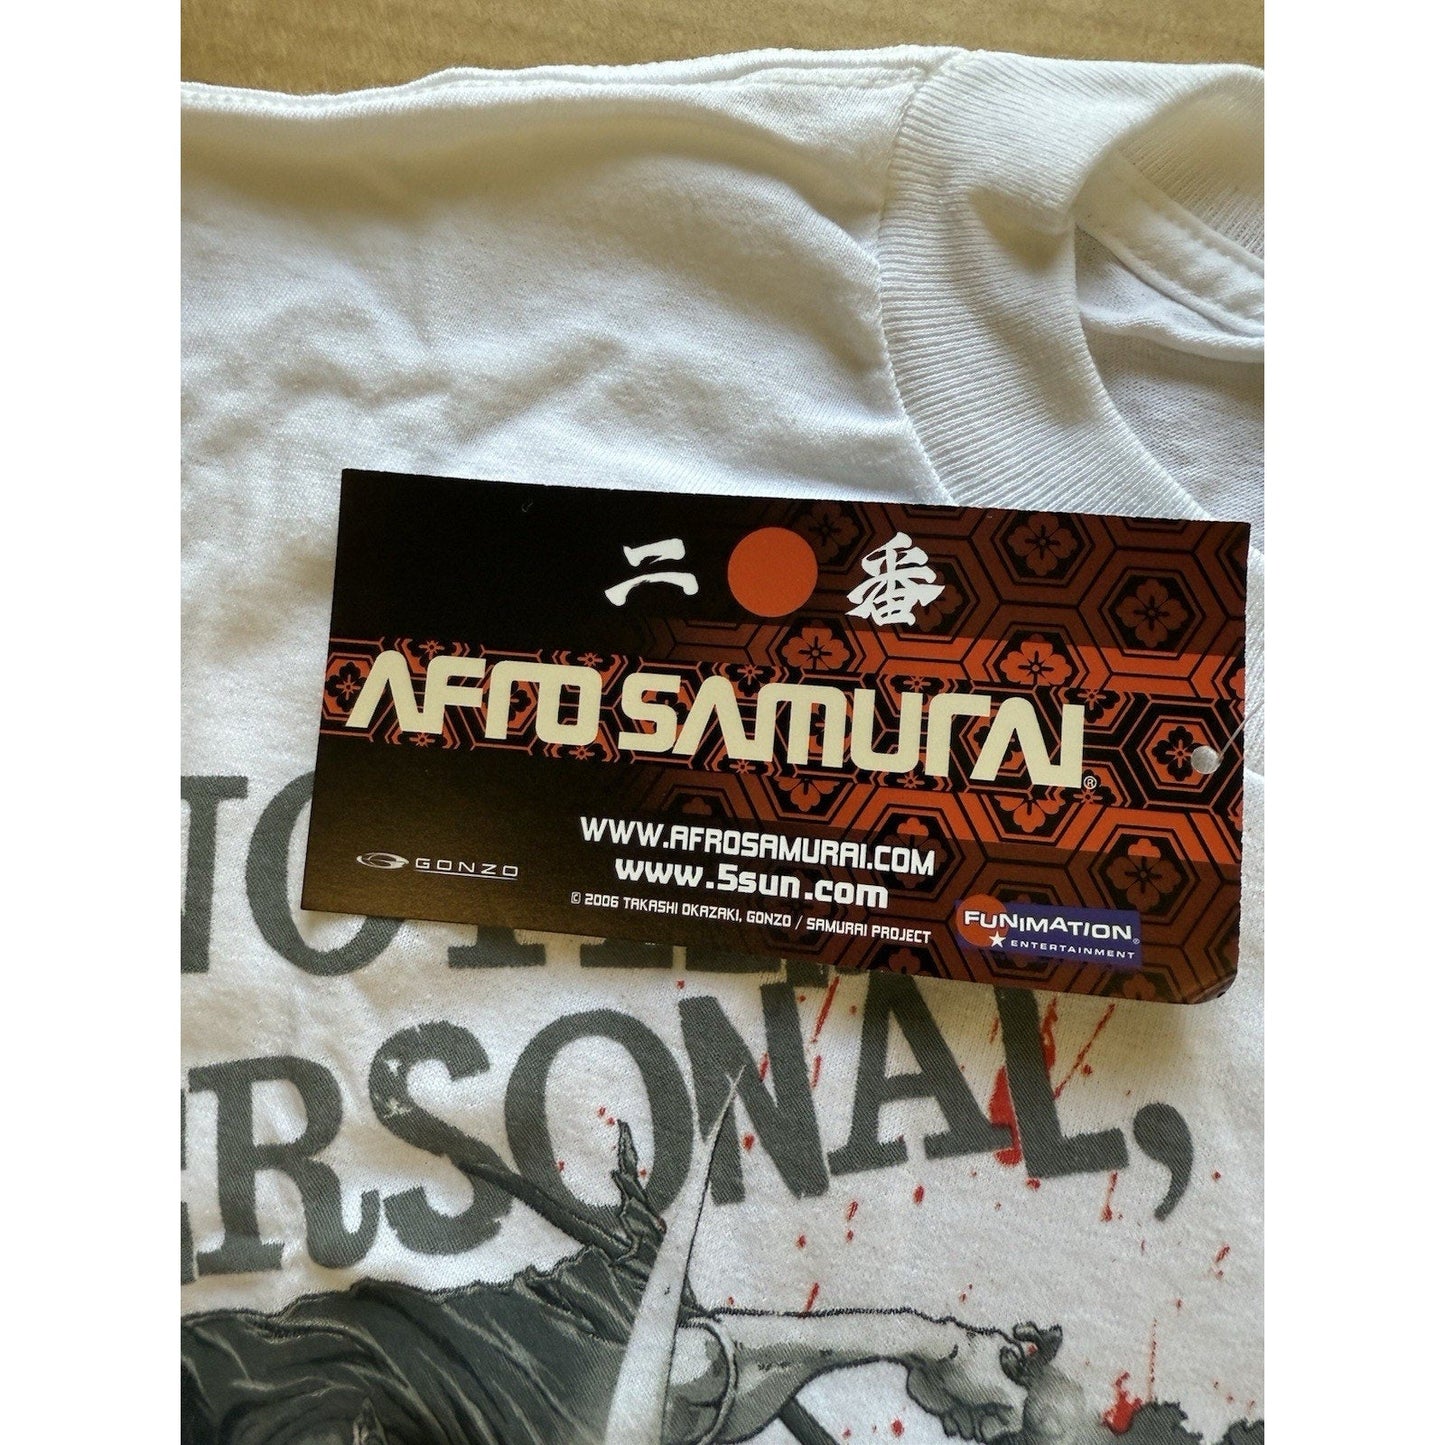 二 番
AFRO SAMURAI®
WWW.AFROSAMURAI.COM
www.5sun.com
GONZO
© 2006 TAKASHI OKAZAKI, GONZO / SAMURAI PROJECT
FUNIMATION®
ENTERTAINMENT
PERSONAL,